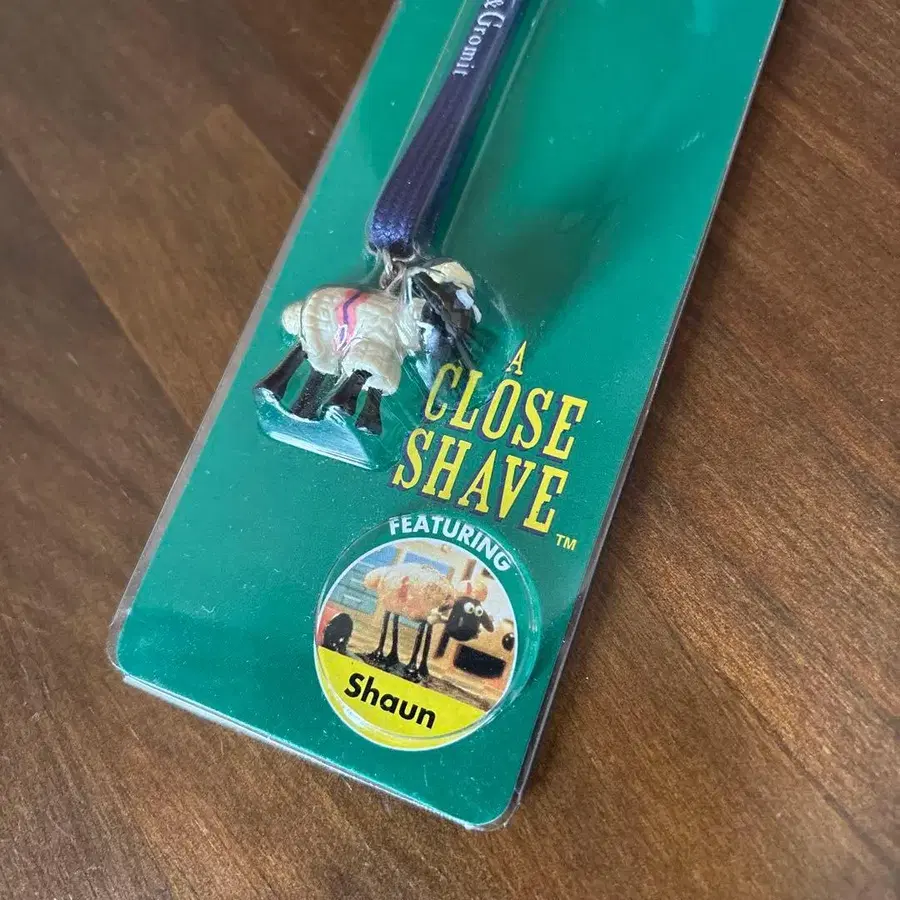 & Gromit
A
CLOSE
SHAVE
TM
FEATURING
Shaun